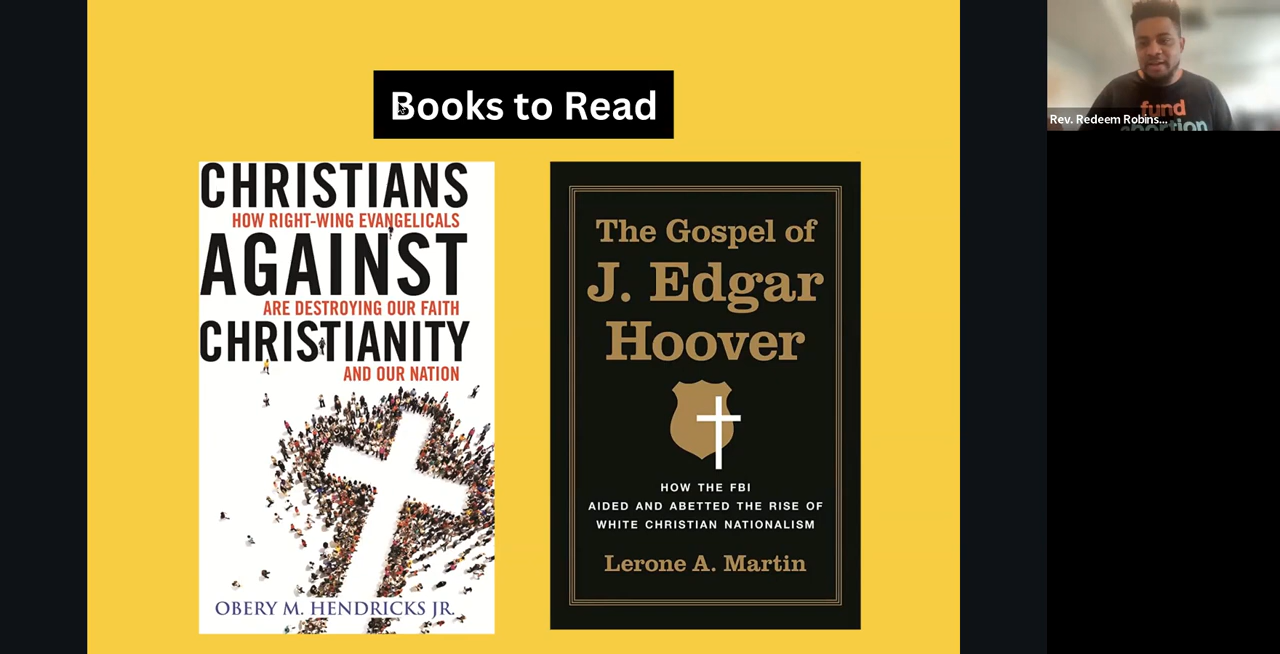 Books to Read
CHRISTIANS
HOW RIGHT-WING EVANGELICALS
AGAINST
ARE DESTROYING OUR FAITH
CHRISTIANITY
AND OUR NATION
OBERY M. HENDRICKS JR.
The Gospel of
J. Edgar
Hoover
HOW THE FBI
AIDED AND ABETTED THE RISE OF
WHITE CHRISTIAN NATIONALISM
Lerone A. Martin
fund
abortion
Rev. Redeem Robins...